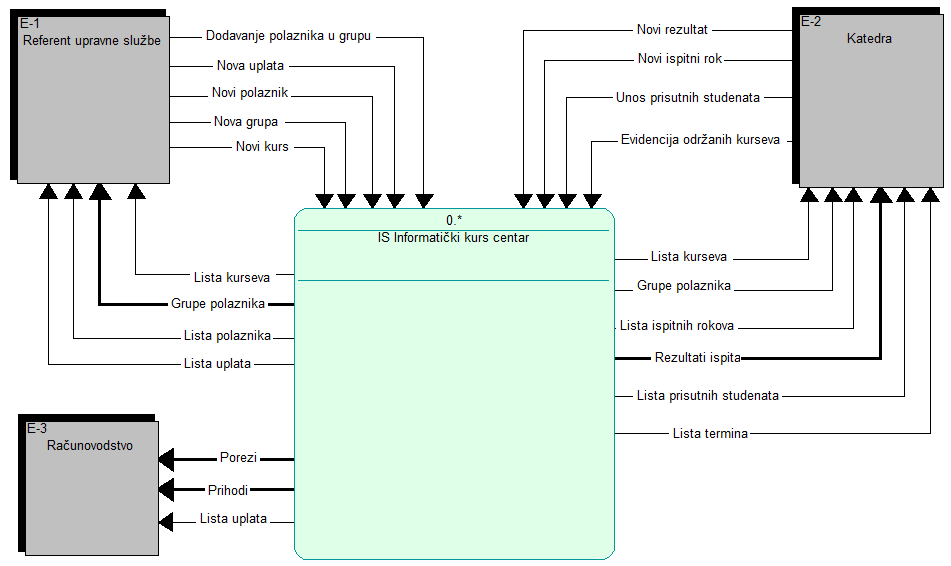 E-1
Referent upravne službe
Dodavanje polaznika u grupu
Nova uplata
Novi polaznik
Nova grupa
Novi kurs
Novi rezultat
Novi ispitni rok
Unos prisutnih studenata
Evidencija održanih kurseva
E-2
Katedra
0.*
IS Informatički kurs centar
Lista kurseva
Grupe polaznika
Lista polaznika
Lista uplata
Lista kurseva
Grupe polaznika
Lista ispitnih rokova
Rezultati ispita
Lista prisutnih studenata
Lista termina
E-3
Računovodstvo
Porezi
Prihodi
Lista uplata